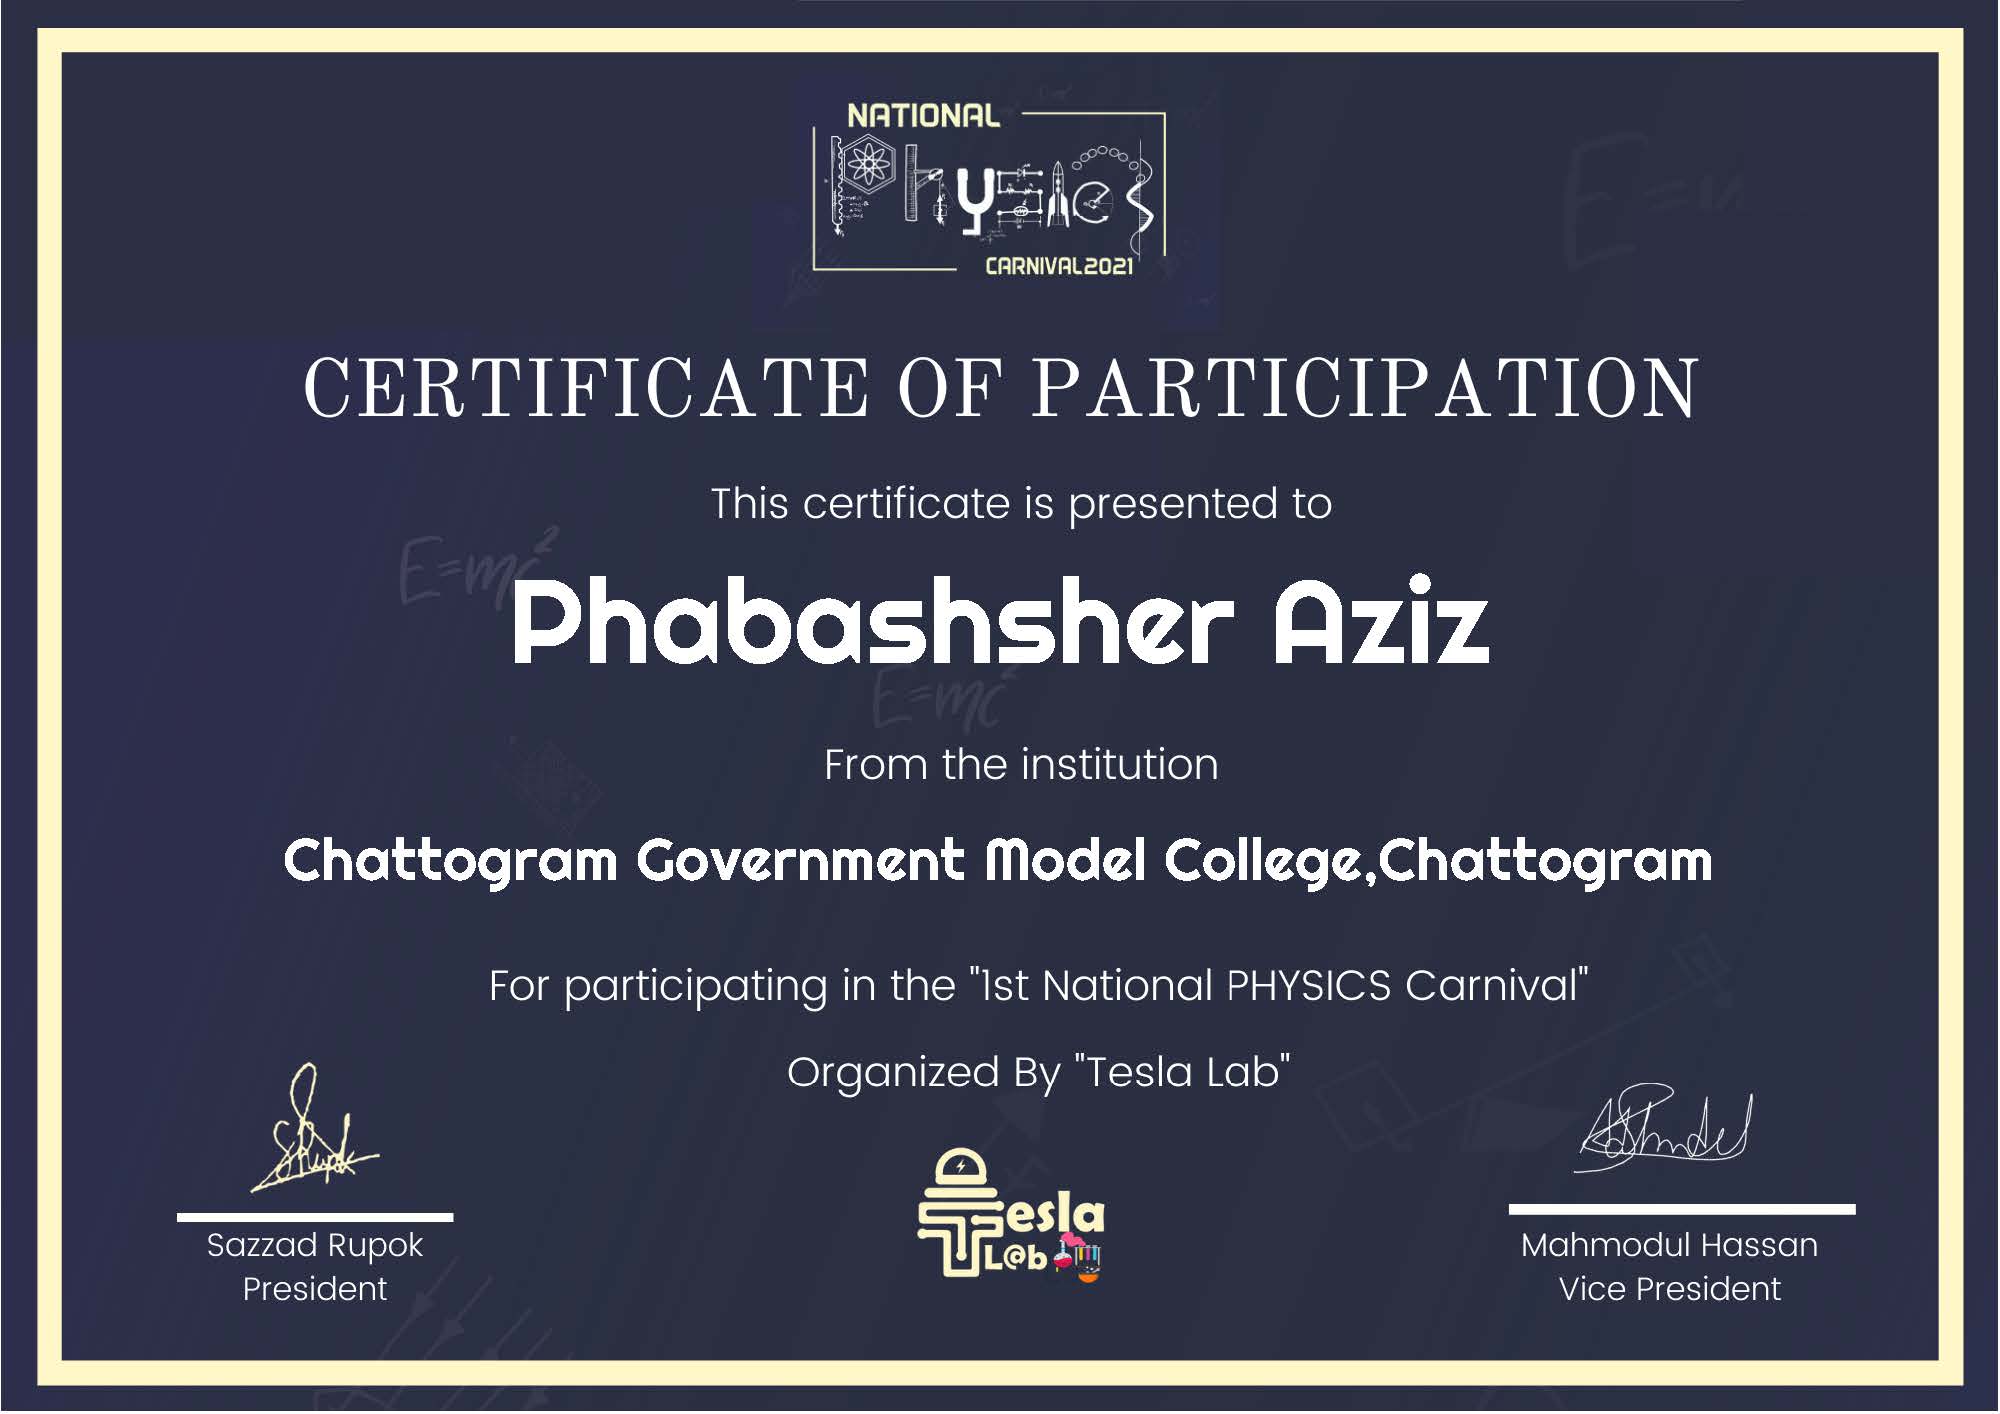 NATIONAL
PhYSICS
CARNIVAL2021
CERTIFICATE OF PARTICIPATION
This certificate is presented to
E=mc²
Phabashsher Aziz
E=mc²
From the institution
Chattogram Government Model College,Chattogram
For participating in the "1st National PHYSICS Carnival"
Organized By "Tesla Lab"
Tesla
L@b
Sazzad Rupok
President
Mahmodul Hassan
Vice President